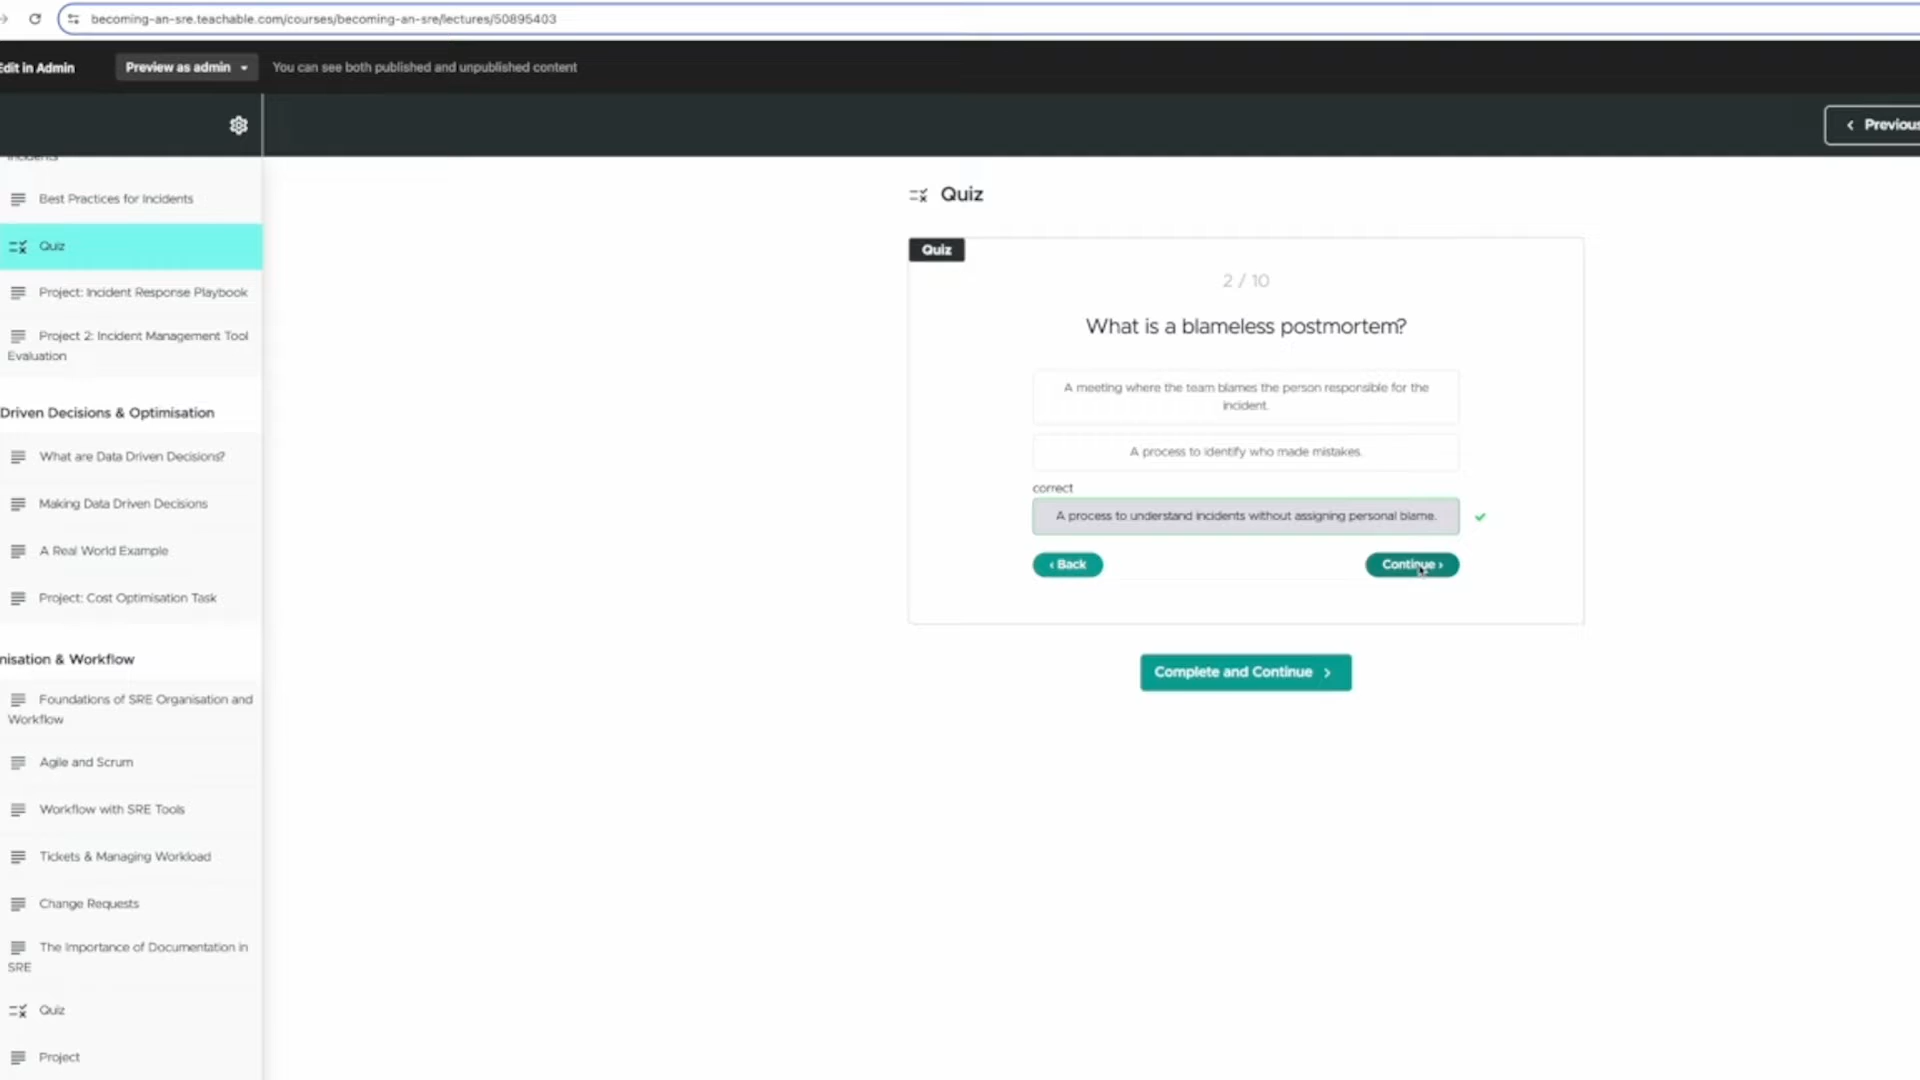 becoming-an-sre.teachable.com/courses/becoming-an-sre/lectures/50895403
Edit in Admin
Preview as admin
You can see both published and unpublished content
Previous
Incidents
Best Practices for Incidents
Quiz
Project: Incident Response Playbook
Project 2: Incident Management Tool
Evaluation
Driven Decisions & Optimisation
What are Data Driven Decisions?
Making Data Driven Decisions
A Real World Example
Project: Cost Optimisation Task
nisation & Workflow
Foundations of SRE Organisation and
Workflow
Agile and Scrum
Workflow with SRE Tools
Tickets & Managing Workload
Change Requests
The Importance of Documentation in
SRE
Quiz
Project
Quiz
Quiz
2 / 10
What is a blameless postmortem?
A meeting where the team blames the person responsible for the
incident.
A process to identify who made mistakes.
correct
A process to understand incidents without assigning personal blame.
‹ Back
Continue ›
Complete and Continue